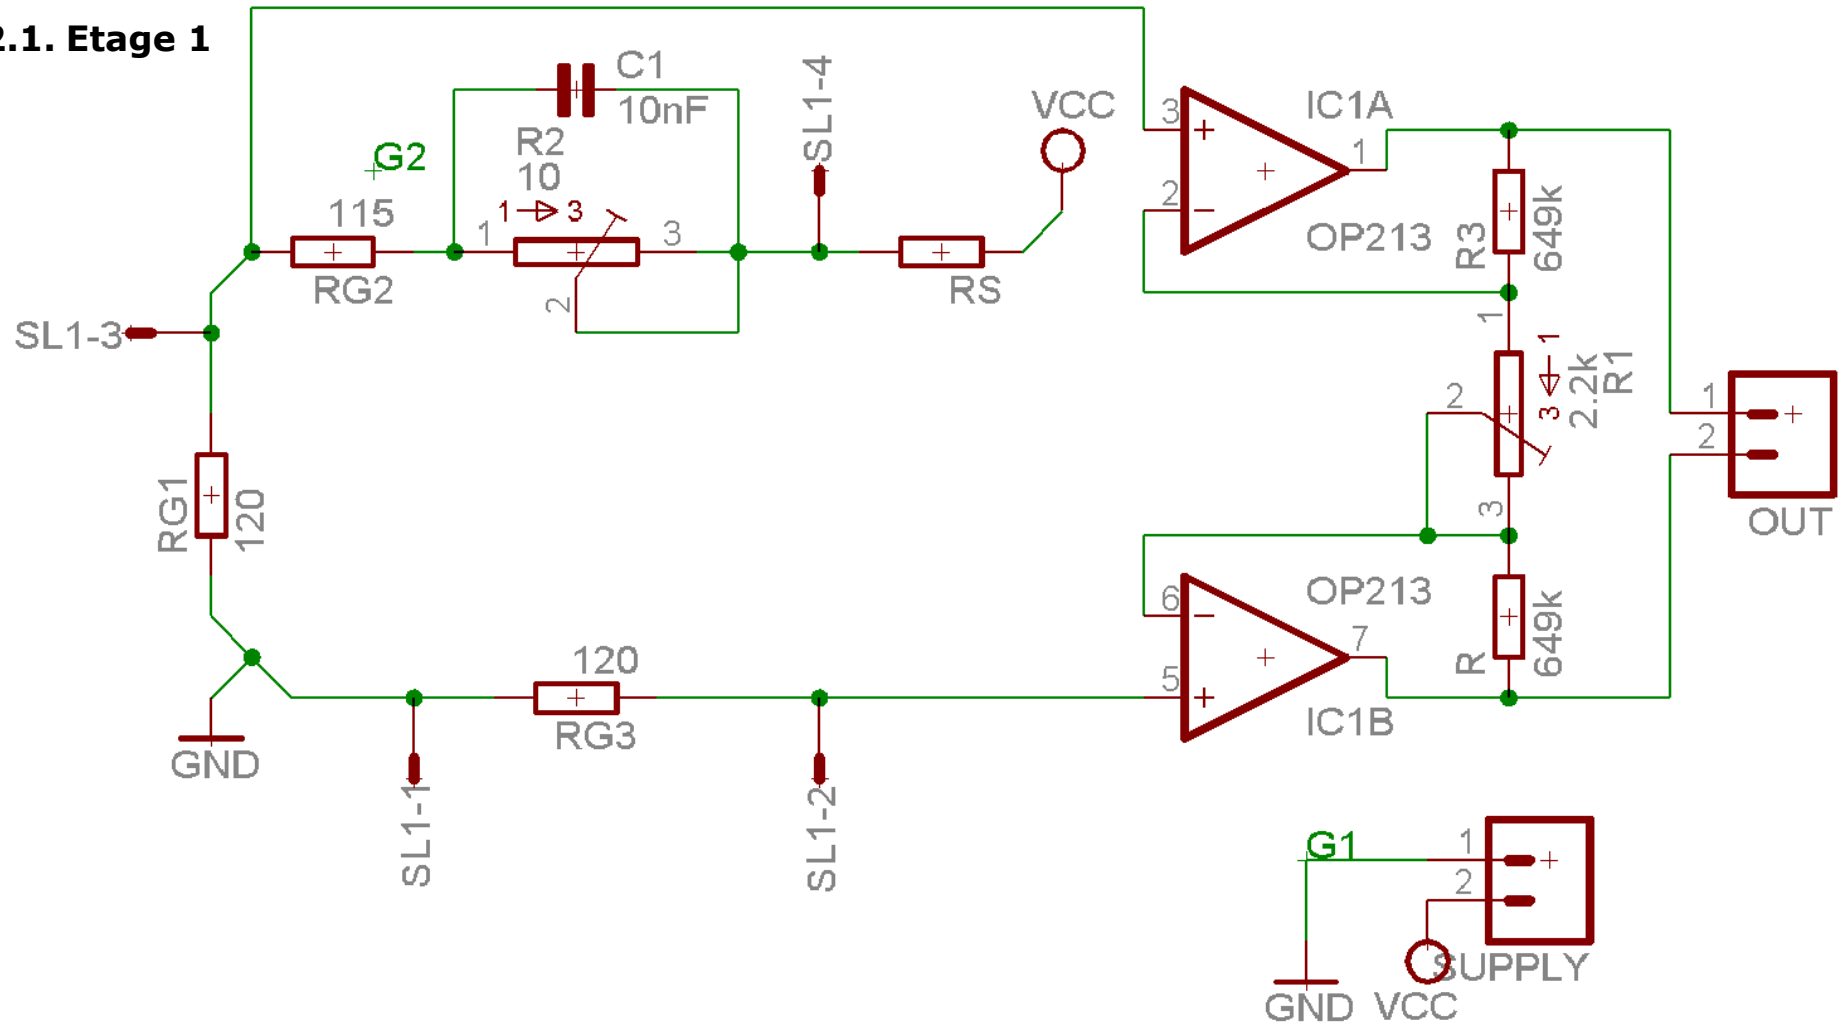 2.1. Etage 1
C1
10nF
SL1-4
VCC
3
IC1A
R2
10
G2
1
2
1
3
115
1
3
OP213
R3
649k
RG2
2
RS
SL1-3
1
1
3
2.2k
R1
2
1
2
RG1
120
3
OUT
OP213
6
7
R
649k
120
5
RG3
IC1B
GND
SL1-1
SL1-2
G1
1
2
SUPPLY
GND
VCC